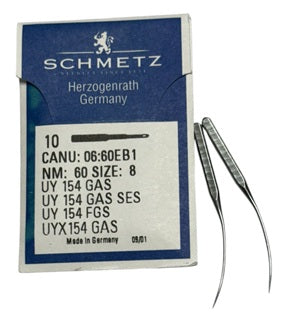 SCHMETZ
Herzogenrath
Germany
10
CANU: 06:60EB1
NM: 60 SIZE: 8
UY 154 GAS
UY 154 GAS SES
UY 154 FGS
UYX154 GAS
Made in Germany 09/01